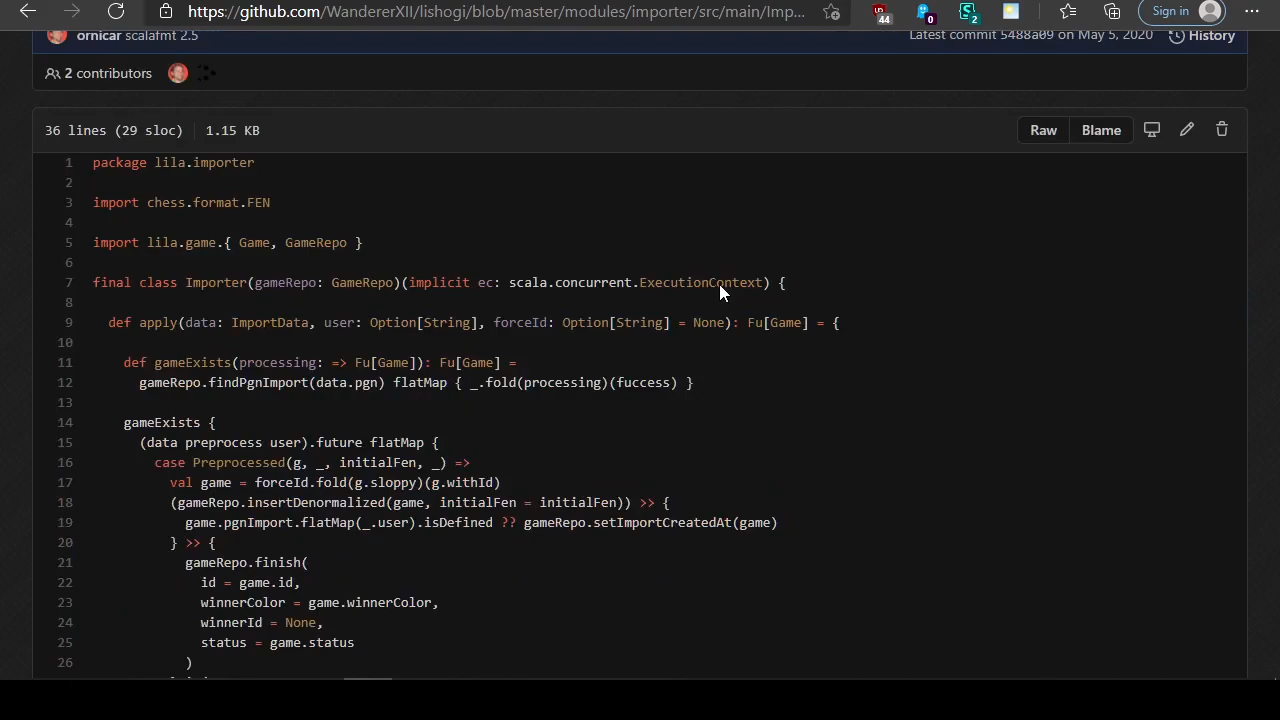 https://github.com/WandererXII/lishogi/blob/master/modules/importer/src/main/Imp...
44
0
2
Sign in
ornicar scalafmt 2.5
Latest commit 5488a09 on May 5, 2020
History
2 contributors
36 lines (29 sloc)
1.15 KB
Raw
Blame
1 package lila.importer
2
3 import chess.format.FEN
4
5 import lila.game.{ Game, GameRepo }
6
7 final class Importer(gameRepo: GameRepo)(implicit ec: scala.concurrent.ExecutionContext) {
8
9 def apply(data: ImportData, user: Option[String], forceId: Option[String] = None): Fu[Game] = {
10
11 def gameExists(processing: => Fu[Game]): Fu[Game] =
12 gameRepo.findPgnImport(data.pgn) flatMap { _.fold(processing)(fuccess) }
13
14 gameExists {
15 (data preprocess user).future flatMap {
16 case Preprocessed(g, _, initialFen, _) =>
17 val game = forceId.fold(g.sloppy)(g.withId)
18 (gameRepo.insertDenormalized(game, initialFen = initialFen)) >> {
19 game.pgnImport.flatMap(_.user).isDefined ?? gameRepo.setImportCreatedAt(game)
20 } >> {
21 gameRepo.finish(
22 id = game.id,
23 winnerColor = game.winnerColor,
24 winnerId = None,
25 status = game.status
26 )